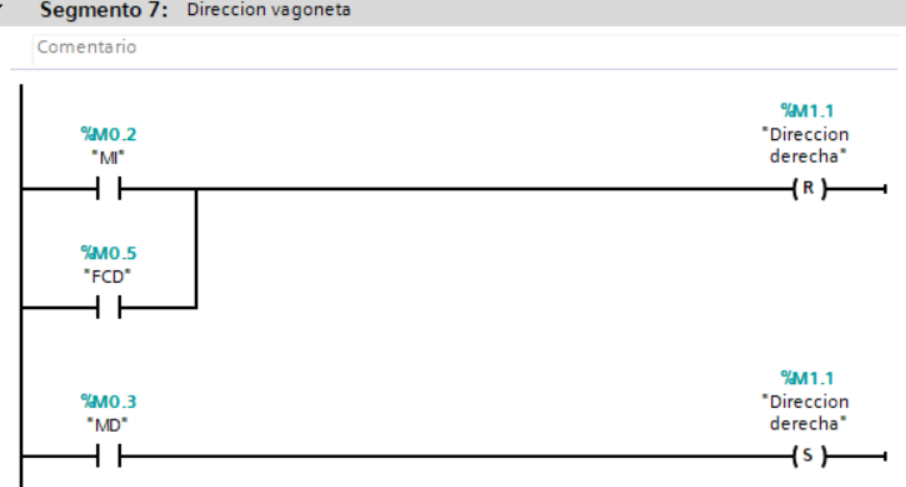 Segmento 7: Direccion vagoneta
Comentario
%M0.2
"MI"
%M1.1
"Direccion
derecha"
R
%M0.5
"FCD"
%M0.3
"MD"
%M1.1
"Direccion
derecha"
S